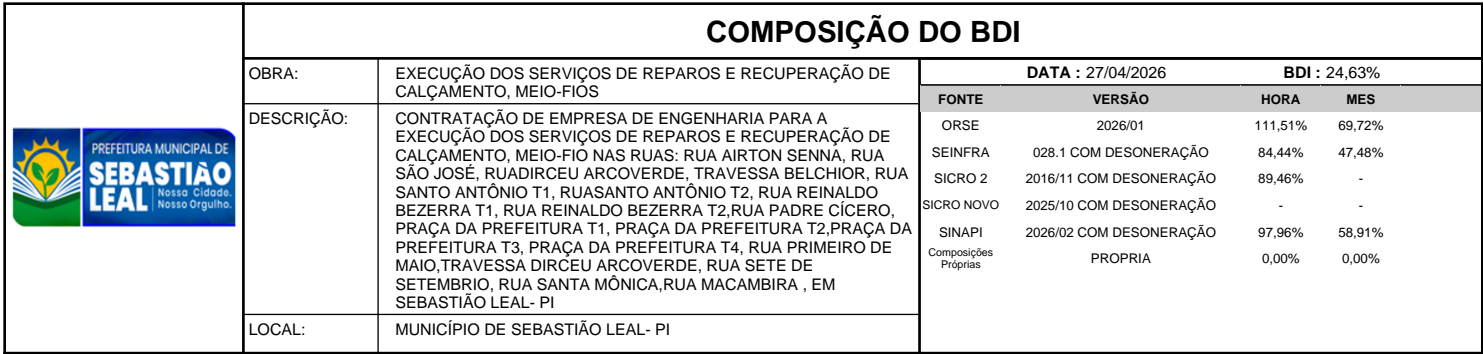 COMPOSIÇÃO DO BDI
PREFEITURA MUNICIPAL DE
SEBASTIÃO
LEAL
Nossa Cidade.
Nosso Orgulho.
OBRA:
EXECUÇÃO DOS SERVIÇOS DE REPAROS E RECUPERAÇÃO DE
CALÇAMENTO, MEIO-FIOS
DESCRIÇÃO:
CONTRATAÇÃO DE EMPRESA DE ENGENHARIA PARA A
EXECUÇÃO DOS SERVIÇOS DE REPAROS E RECUPERAÇÃO DE
CALÇAMENTO, MEIO-FIO NAS RUAS: RUA AIRTON SENNA, RUA
SÃO JOSÉ, RUADIRCEU ARCOVERDE, TRAVESSA BELCHIOR, RUA
SANTO ANTÔNIO T1, RUASANTO ANTÔNIO T2, RUA REINALDO
BEZERRA T1, RUA REINALDO BEZERRA T2,RUA PADRE CÍCERO,
PRAÇA DA PREFEITURA T1, PRAÇA DA PREFEITURA T2,PRAÇA DA
PREFEITURA T3, PRAÇA DA PREFEITURA T4, RUA PRIMEIRO DE
MAIO,TRAVESSA DIRCEU ARCOVERDE, RUA SETE DE
SETEMBRIO, RUA SANTA MÔNICA,RUA MACAMBIRA , EM
SEBASTIÃO LEAL- PI
LOCAL:
MUNICÍPIO DE SEBASTIÃO LEAL- PI
DATA : 27/04/2026 BDI : 24,63%
FONTE VERSÃO HORA MES
ORSE 2026/01 111,51% 69,72%
SEINFRA 028.1 COM DESONERAÇÃO 84,44% 47,48%
SICRO 2 2016/11 COM DESONERAÇÃO 89,46% -
SICRO NOVO 2025/10 COM DESONERAÇÃO - -
SINAPI 2026/02 COM DESONERAÇÃO 97,96% 58,91%
Composições
Próprias PROPRIA 0,00% 0,00%